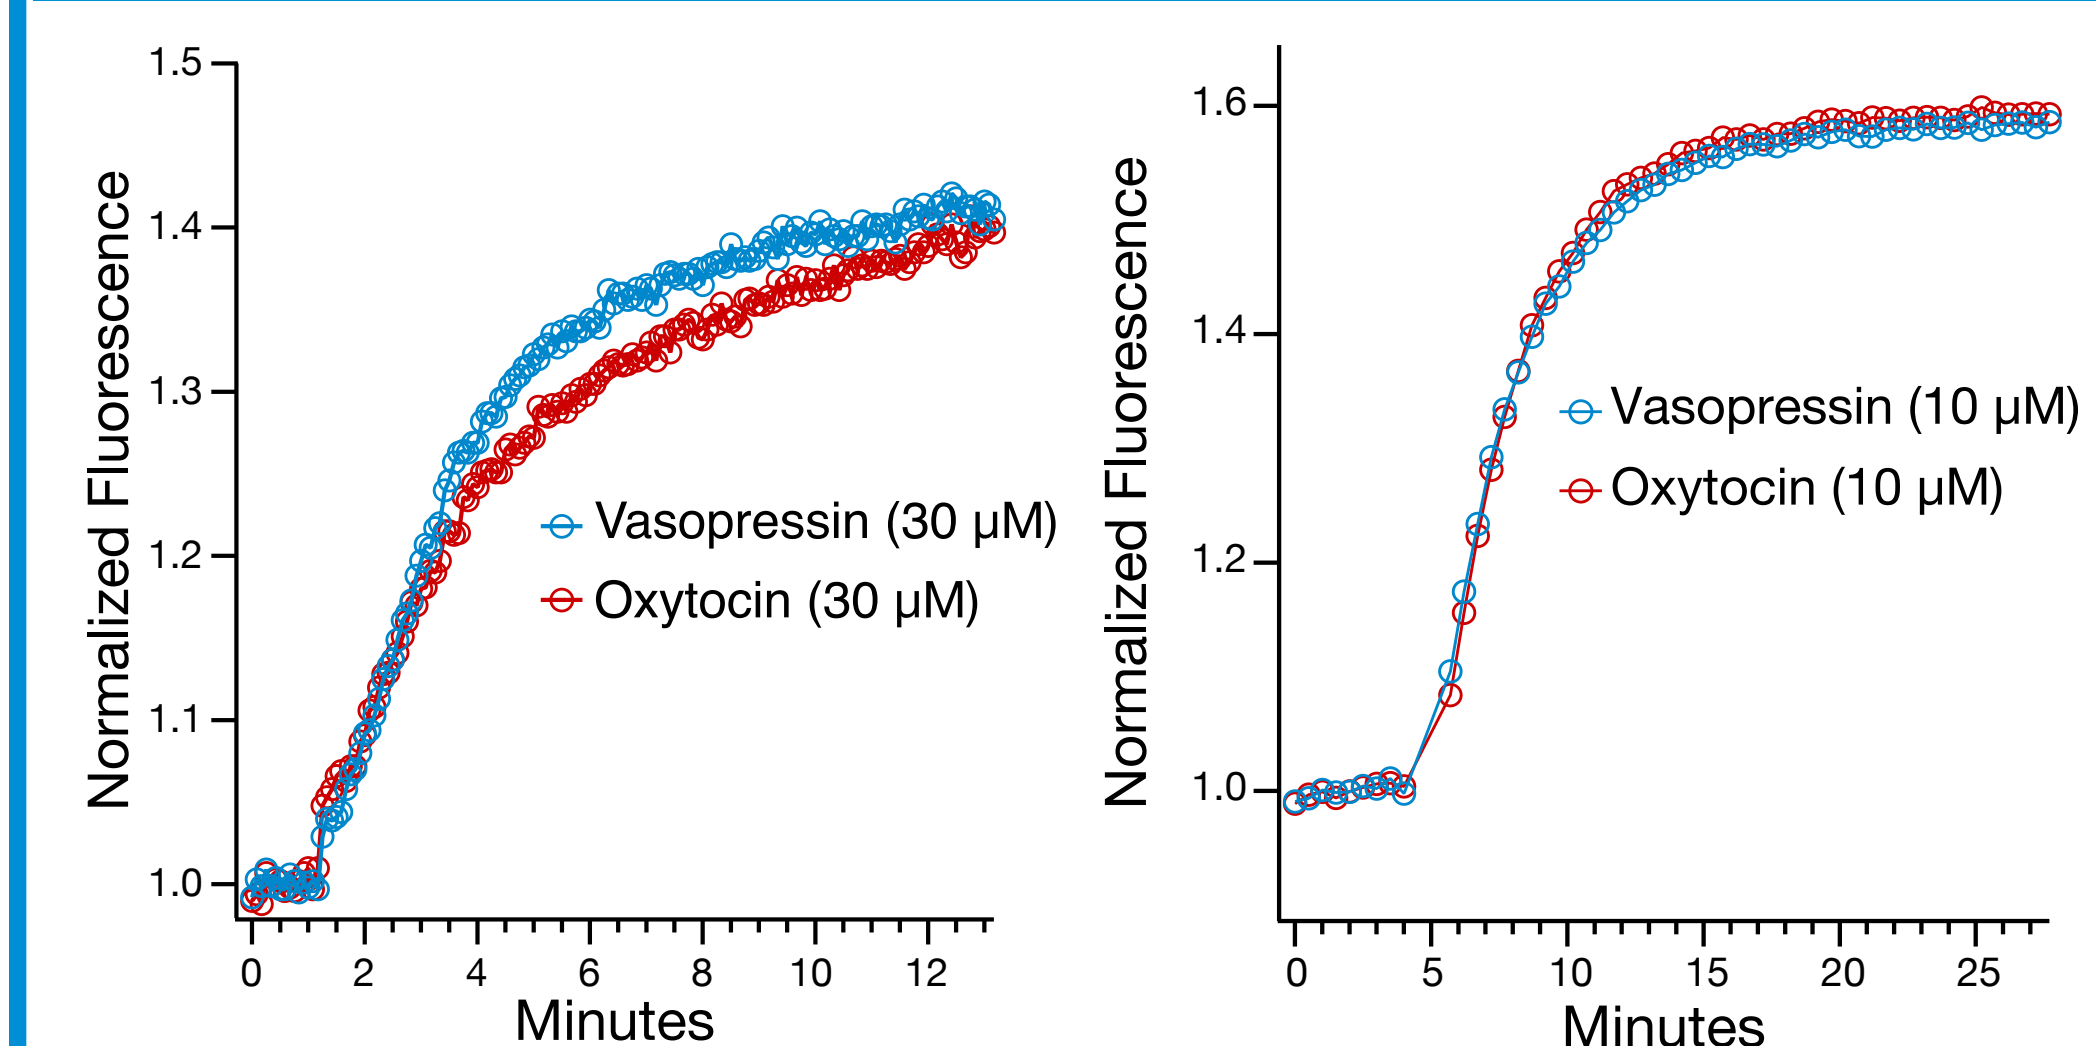 1.5
1.4
1.3
1.2
1.1
1.0
Normalized Fluorescence
Vasopressin (30 μM)
Oxytocin (30 μM)
0 2 4 6 8 10 12
Minutes
1.6
1.4
1.2
1.0
Normalized Fluorescence
Vasopressin (10 μM)
Oxytocin (10 μM)
0 5 10 15 20 25
Minutes